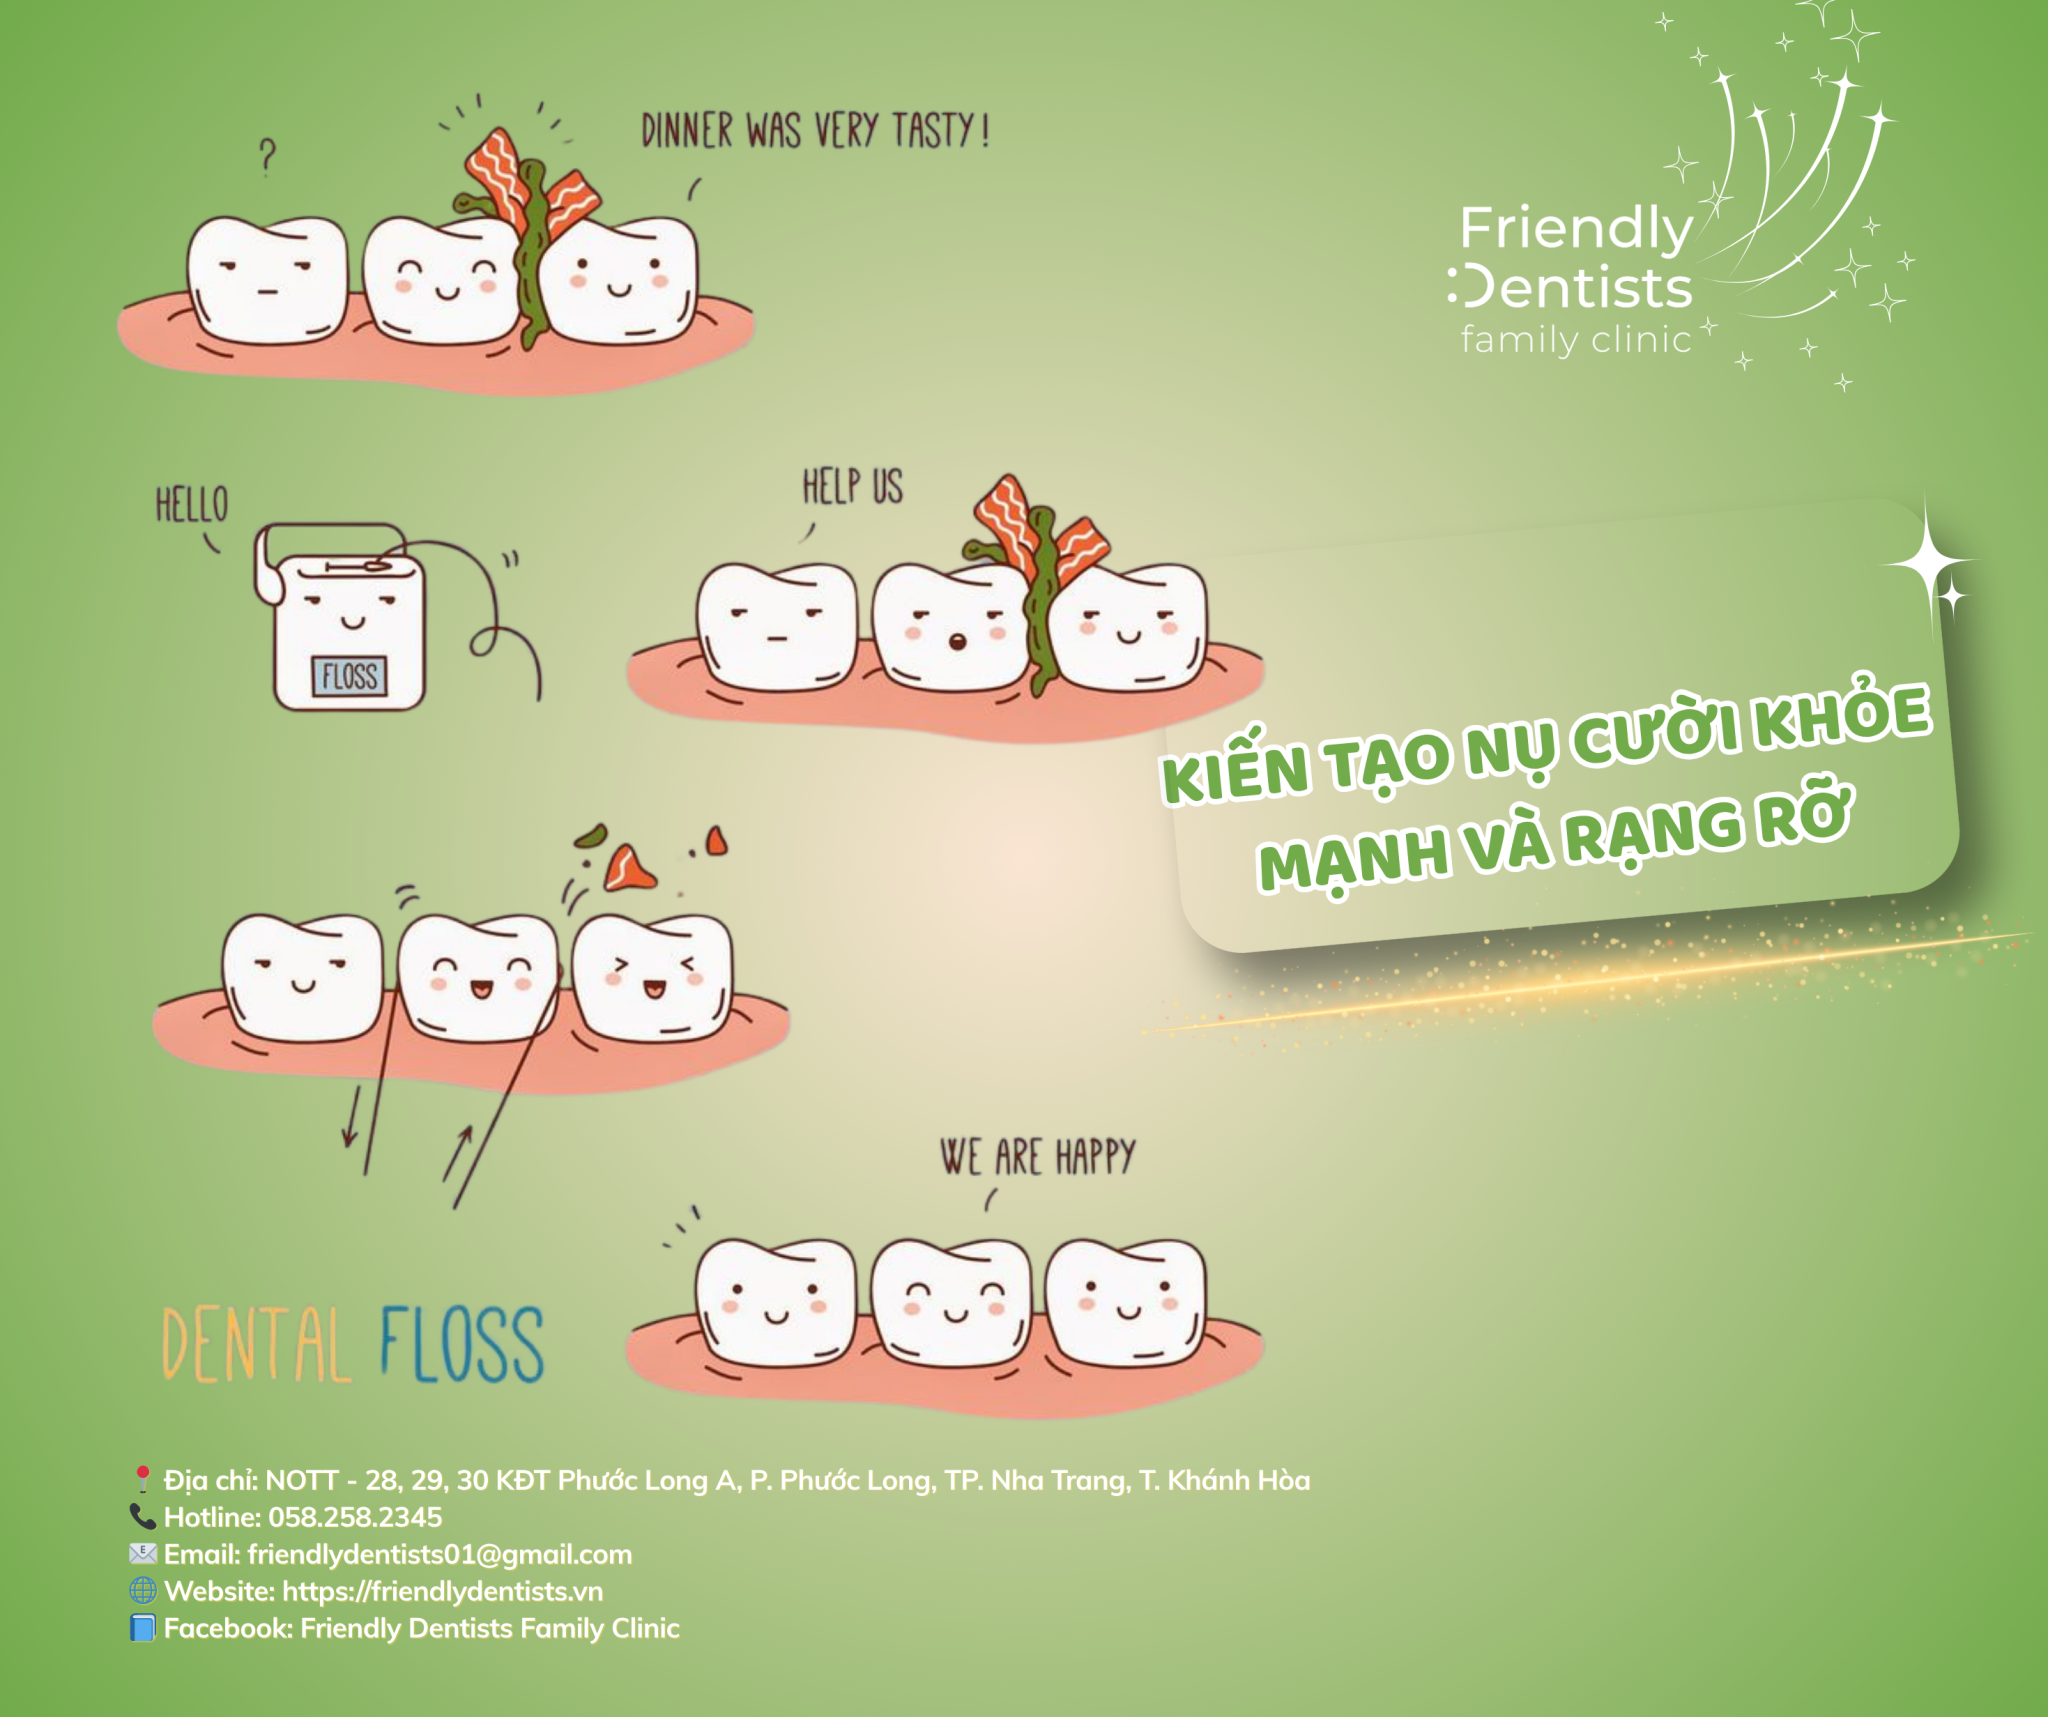 ?
DINNER WAS VERY TASTY!
Friendly
:Dentists
family clinic
HELLO
HELP US
FLOSS
KIẾN TẠO NỤ CƯỜI KHỎE
MẠNH VÀ RẠNG RỠ
WE ARE HAPPY
DENTAL FLOSS
📍 Địa chỉ: NOTT - 28, 29, 30 KĐT Phước Long A, P. Phước Long, TP. Nha Trang, T. Khánh Hòa
📞 Hotline: 058.258.2345
📧 Email: friendlydentists01@gmail.com
🌐 Website: https://friendlydentists.vn
📘 Facebook: Friendly Dentists Family Clinic